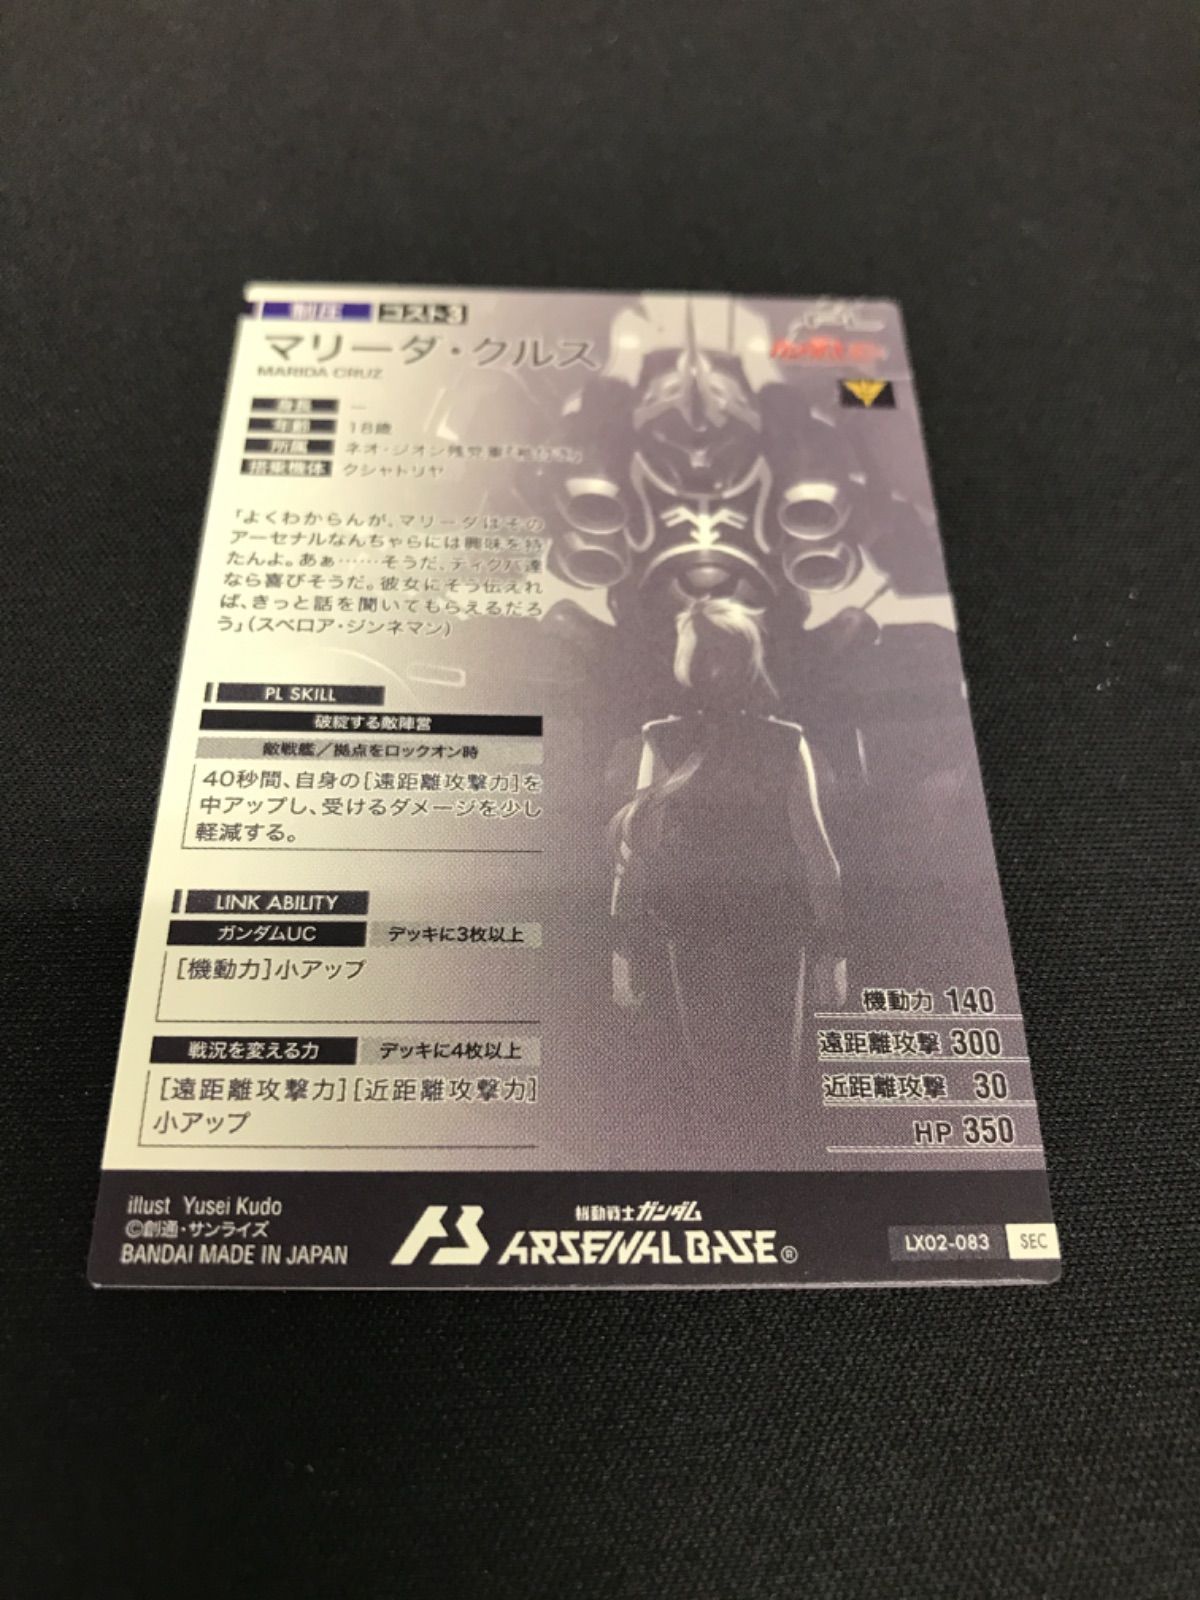 制圧 コスト3
マリーダ・クルス
MARIDA CRUZ
身長 ―
年齢 18歳
所属 ネオ・ジオン残党軍『袖付き』
搭乗機体 クシャトリヤ
「よくわからんが、マリーダはその
アーセナルなんちゃらには興味を持
たんよ。あぁ……そうだ、ティクバ達
なら喜びそうだ。彼女にそう伝えれ
ば、きっと話を聞いてもらえるだろ
う」(スベロア・ジンネマン)
PL SKILL
破綻する敵陣営
敵戦艦／拠点をロックオン時
40秒間、自身の[遠距離攻撃力]を
中アップし、受けるダメージを少し
軽減する。
LINK ABILITY
ガンダムUC デッキに3枚以上
[機動力]小アップ
戦況を変える力 デッキに4枚以上
[遠距離攻撃力][近距離攻撃力]
小アップ
機動力 140
遠距離攻撃 300
近距離攻撃 30
HP 350
illust Yusei Kudo
©創通・サンライズ
BANDAI MADE IN JAPAN
機動戦士ガンダム
ARSENAL BASE®
LX02-083 SEC